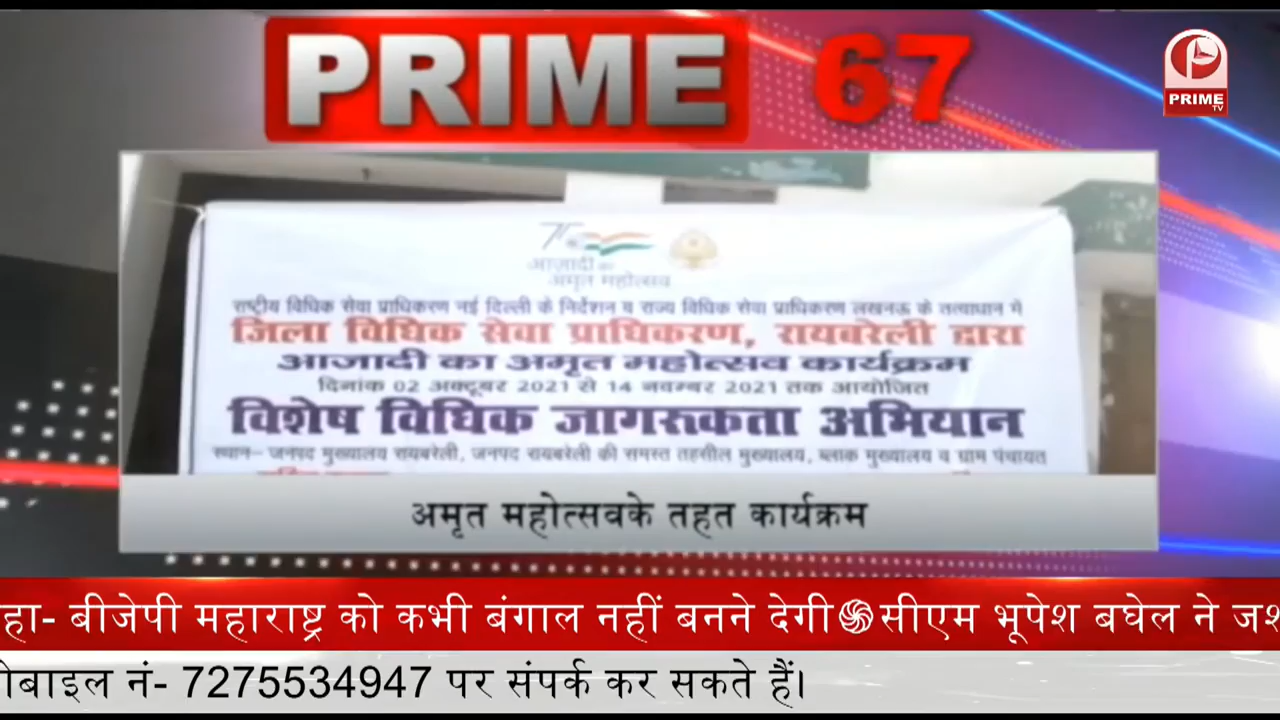 PRIME 67
PRIME
TV
आज़ादी का
अमृत महोत्सव
राष्ट्रीय विधिक सेवा प्राधिकरण नई दिल्ली के निर्देशन व राज्य विधिक सेवा प्राधिकरण लखनऊ के तत्वाधान में
जिला विधिक सेवा प्राधिकरण, रायबरेली द्वारा
आजादी का अमृत महोत्सव कार्यक्रम
दिनांक 02 अक्टूबर 2021 से 14 नवम्बर 2021 तक आयोजित
विशेष विधिक जागरूकता अभियान
स्थान– जनपद मुख्यालय रायबरेली, जनपद रायबरेली की समस्त तहसील मुख्यालय, ब्लाक मुख्यालय व ग्राम पंचायत
अमृत महोत्सवके तहत कार्यक्रम
हा- बीजेपी महाराष्ट्र को कभी बंगाल नहीं बनने देगी֍सीएम भूपेश बघेल ने जश
ोबाइल नं- 7275534947 पर संपर्क कर सकते हैं।